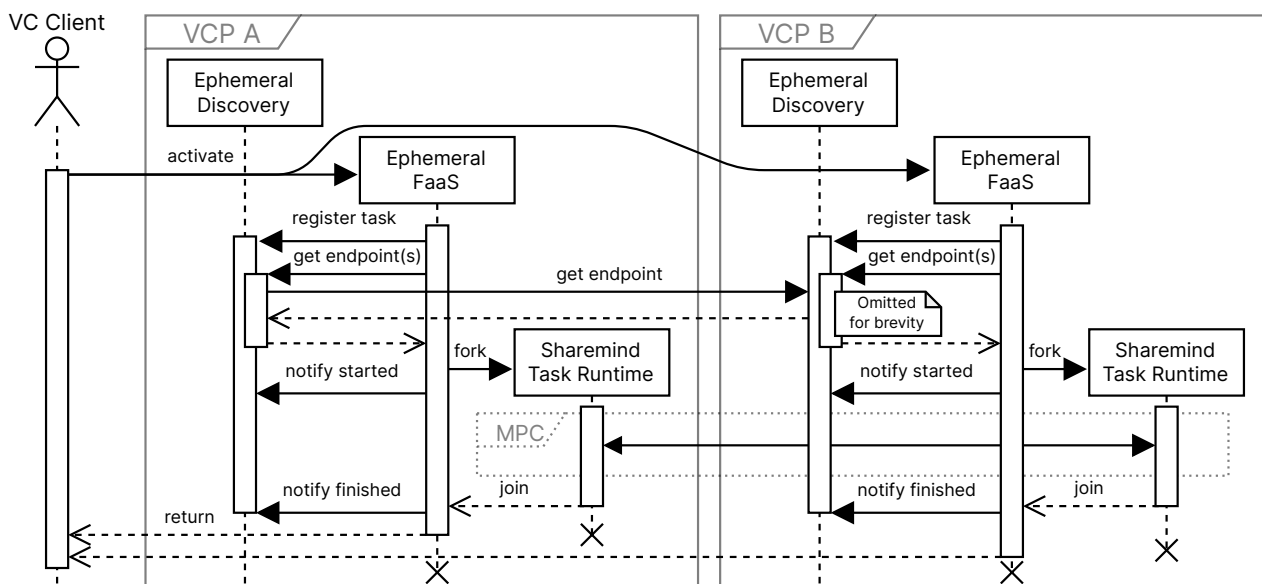 VC Client
VCP A
VCP B
Ephemeral
Discovery
Ephemeral
Discovery
activate
Ephemeral
FaaS
Ephemeral
FaaS
register task
register task
get endpoint(s)
get endpoint(s)
get endpoint
Omitted
for brevity
fork
Sharemind
Task Runtime
fork
Sharemind
Task Runtime
notify started
notify started
MPC
notify finished
join
notify finished
join
return